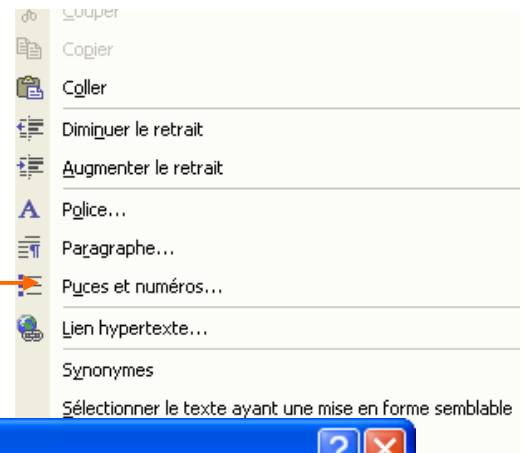 Couper
Copier
Coller
Diminuer le retrait
Augmenter le retrait
Police...
Paragraphe...
Puces et numéros...
Lien hypertexte...
Synonymes
Sélectionner le texte ayant une mise en forme semblable